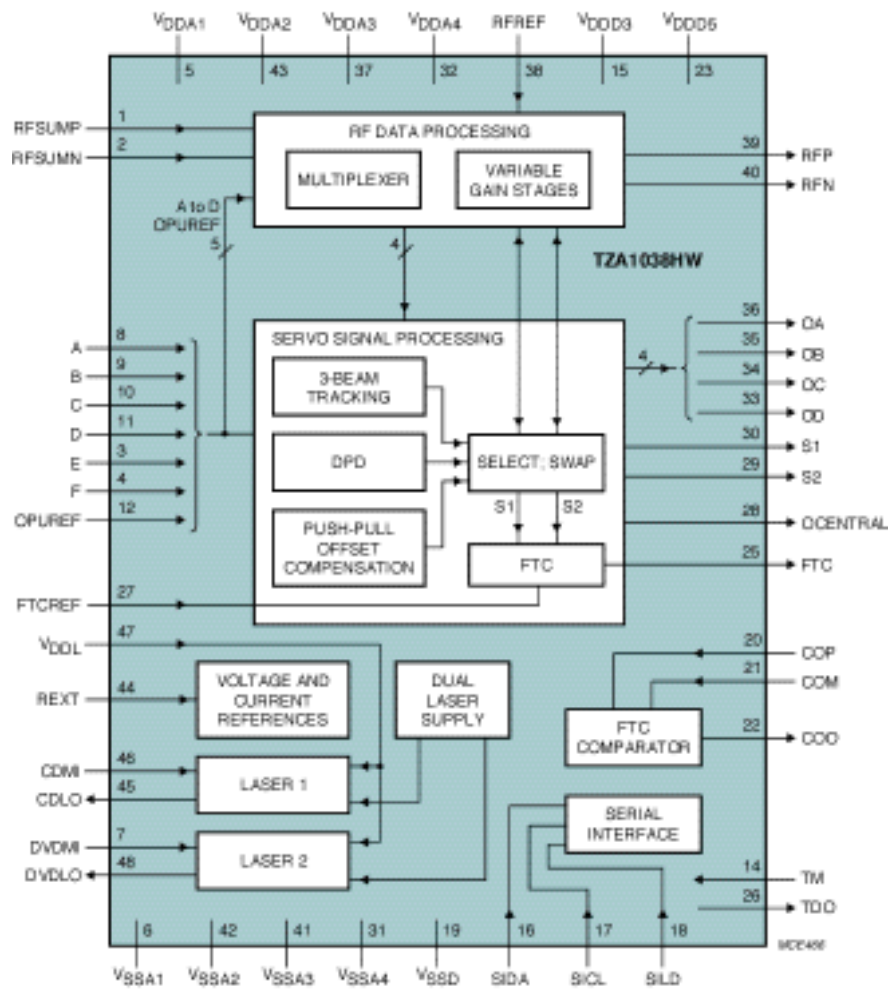 VDDA1 VDDA2 VDDA3 VDDA4 RFREF VDDD3 VDDD5
5 43 37 32 38 15 23
RFSUMP 1
RFSUMN 2
RF DATA PROCESSING
MULTIPLEXER
VARIABLE
GAIN STAGES
39 RFP
40 RFN
A to D
OPUREF
5
4
TZA1038HW
A 8
B 9
C 10
D 11
E 3
F 4
OPUREF 12
SERVO SIGNAL PROCESSING
3-BEAM
TRACKING
DPD
PUSH-PULL
OFFSET
COMPENSATION
SELECT; SWAP
S1 S2
FTC
4
36 OA
35 OB
34 OC
33 OD
30 S1
29 S2
28 OCENTRAL
25 FTC
FTCREF 27
VDDL 47
REXT 44
VOLTAGE AND
CURRENT
REFERENCES
DUAL
LASER
SUPPLY
CDMI 46
CDLO 45
LASER 1
DVDMI 7
DVDLO 48
LASER 2
20 COP
21 COM
22 COO
FTC
COMPARATOR
SERIAL
INTERFACE
14 TM
26 TDO
6 42 41 31 19 16 17 18
VSSA1 VSSA2 VSSA3 VSSA4 VSSD SIDA SICL SILD
MCE486